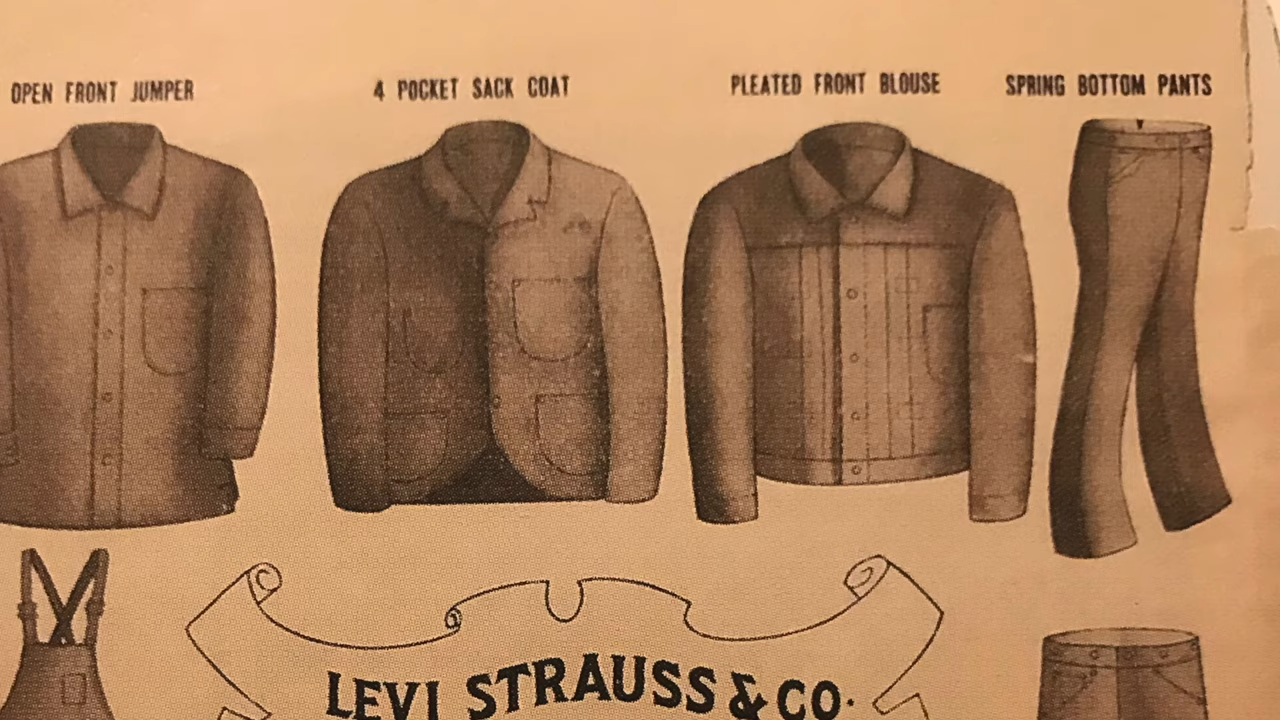 OPEN FRONT JUMPER
4 POCKET SACK COAT
PLEATED FRONT BLOUSE
SPRING BOTTOM PANTS
LEVI STRAUSS & CO.